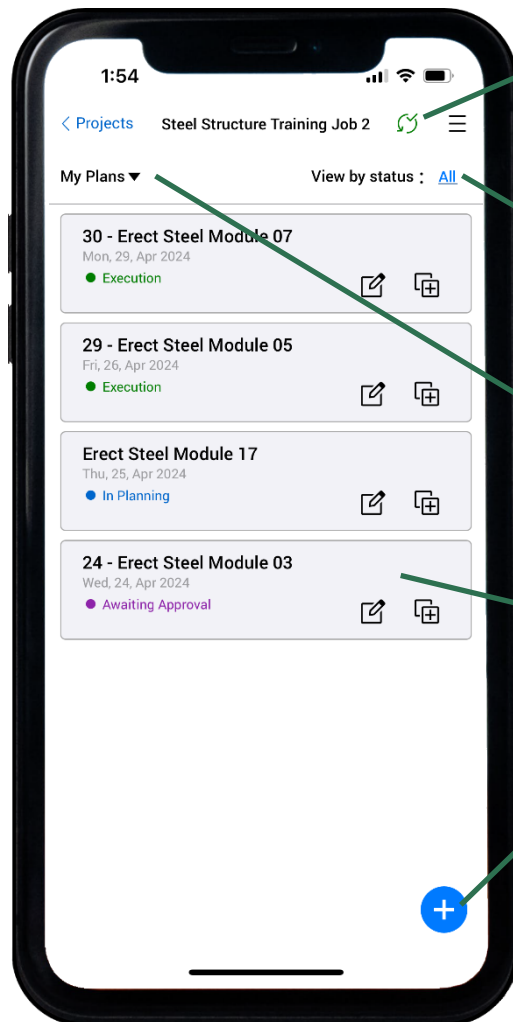 1:54
Projects Steel Structure Training Job 2
My Plans View by status : All
30 - Erect Steel Module 07
Mon, 29, Apr 2024
Execution
29 - Erect Steel Module 05
Fri, 26, Apr 2024
Execution
Erect Steel Module 17
Thu, 25, Apr 2024
In Planning
24 - Erect Steel Module 03
Wed, 24, Apr 2024
Awaiting Approval